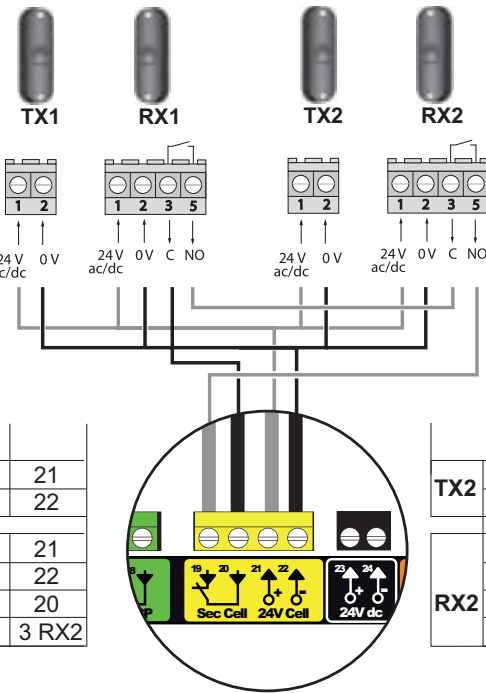 TX1 RX1 TX2 RX2
1 2 1 2 3 5 1 2 1 2 3 5
24 V ac/dc 0 V 24 V ac/dc 0 V C NO 24 V ac/dc 0 V 24 V ac/dc 0 V C NO
21
22
21
22
20
3 RX2
TX2
RX2
19 20 21 22 23 24
+ - + -
Sec Cell 24V Cell 24V dc